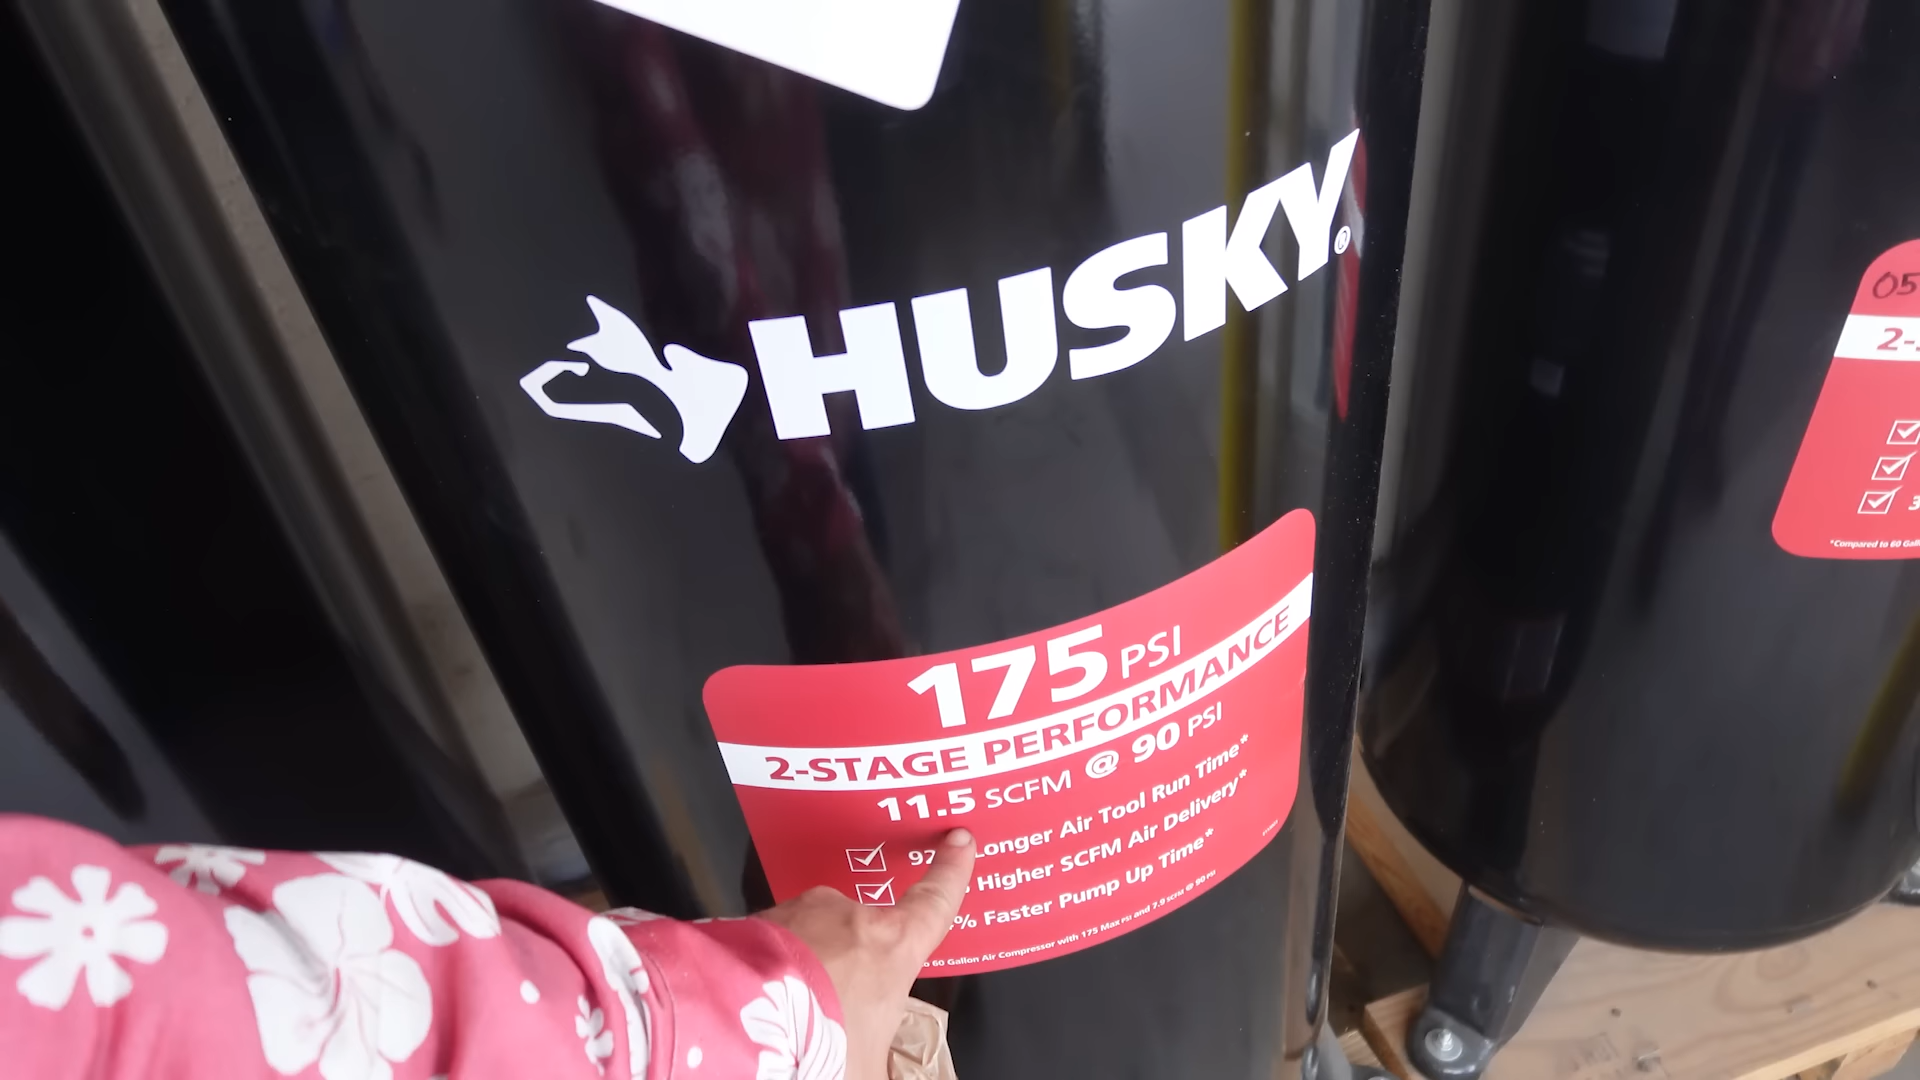 HUSKY®
175 PSI
2-STAGE PERFORMANCE
11.5 SCFM @ 90 PSI
Longer Air Tool Run Time*
Higher SCFM Air Delivery*
% Faster Pump Up Time*
60 Gallon Air Compressor with 175 Max PSI and 7.9 SCFM @ 90 PSI
05
2-
3
*Compared to 60